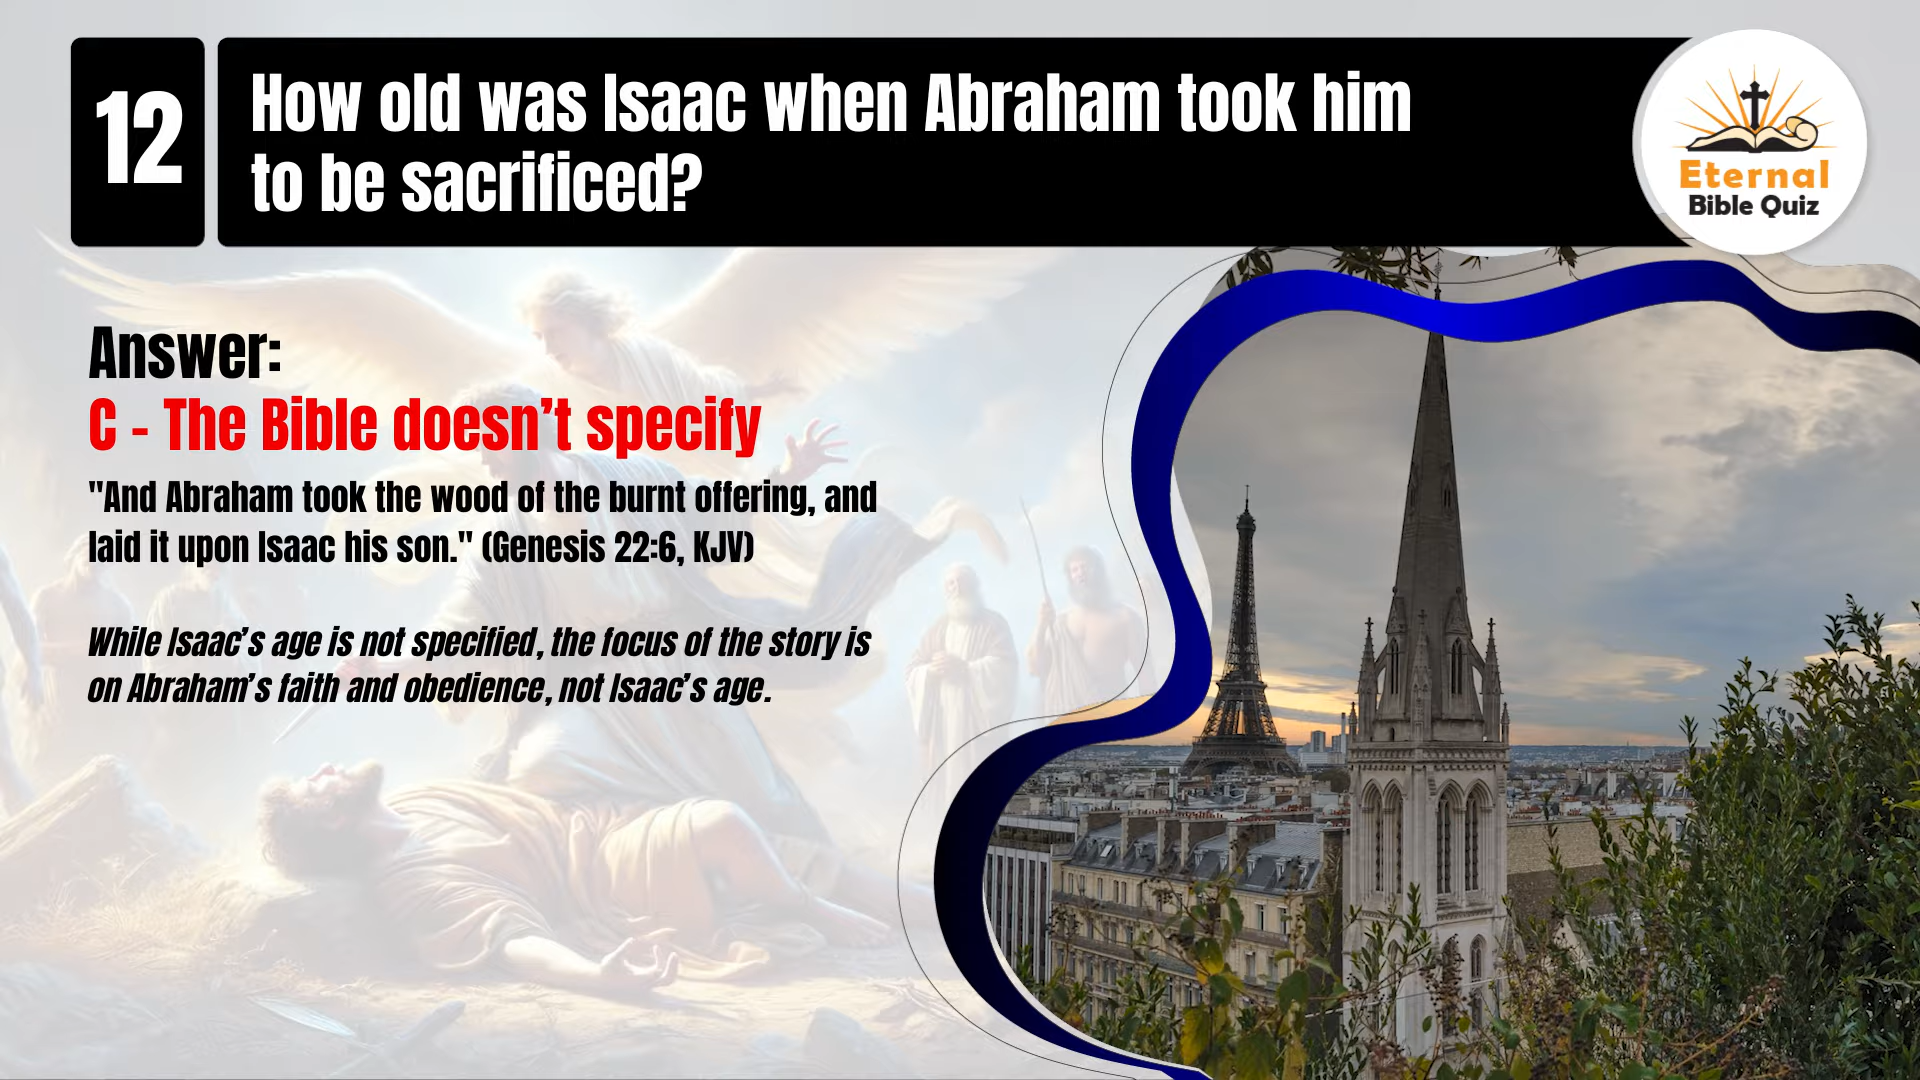 12
How old was Isaac when Abraham took him
to be sacrificed?
Eternal
Bible Quiz
Answer:
C - The Bible doesn’t specify
"And Abraham took the wood of the burnt offering, and
laid it upon Isaac his son." (Genesis 22:6, KJV)
While Isaac’s age is not specified, the focus of the story is
on Abraham’s faith and obedience, not Isaac’s age.